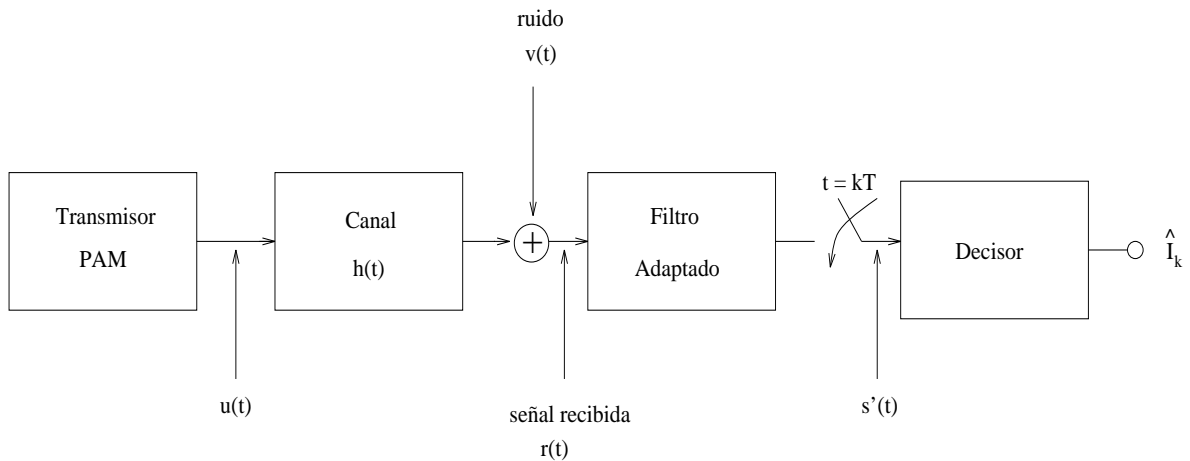 ruido
v(t)
Transmisor
PAM
Canal
h(t)
+
Filtro
Adaptado
t = kT
Decisor
Î_k
u(t)
señal recibida
r(t)
s’(t)